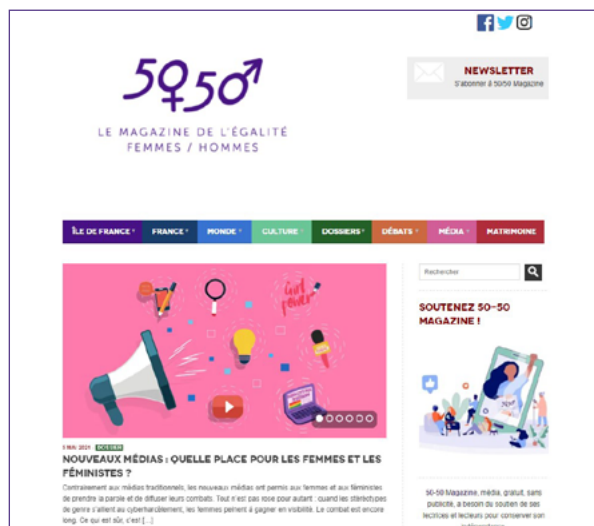 NEWSLETTER
S'abonner à 50/50 Magazine
5050
LE MAGAZINE DE L'ÉGALITÉ
FEMMES / HOMMES
ÎLE DE FRANCE
FRANCE
MONDE
CULTURE
DOSSIERS
DÉBATS
MÉDIA
MATRIMOINE
Girl
power
Rechercher
SOUTENEZ 50-50
MAGAZINE !
5050
MAI 2021 DOSSIER
NOUVEAUX MÉDIAS : QUELLE PLACE POUR LES FEMMES ET LES
FÉMINISTES ?
Contrairement aux médias traditionnels, les nouveaux médias ont permis aux femmes et aux féministes
de prendre la parole et de diffuser leurs combats. Tout n'est pas rose pour autant : quand les stéréotypes
de genre s'allient au cyberharcèlement, les femmes peinent à gagner en visibilité. Le combat est encore
long. Ce qui est sûr, c'est [...]
50-50 Magazine, média, gratuit, sans
publicité, a besoin du soutien de ses
lectrices et lecteurs pour conserver son